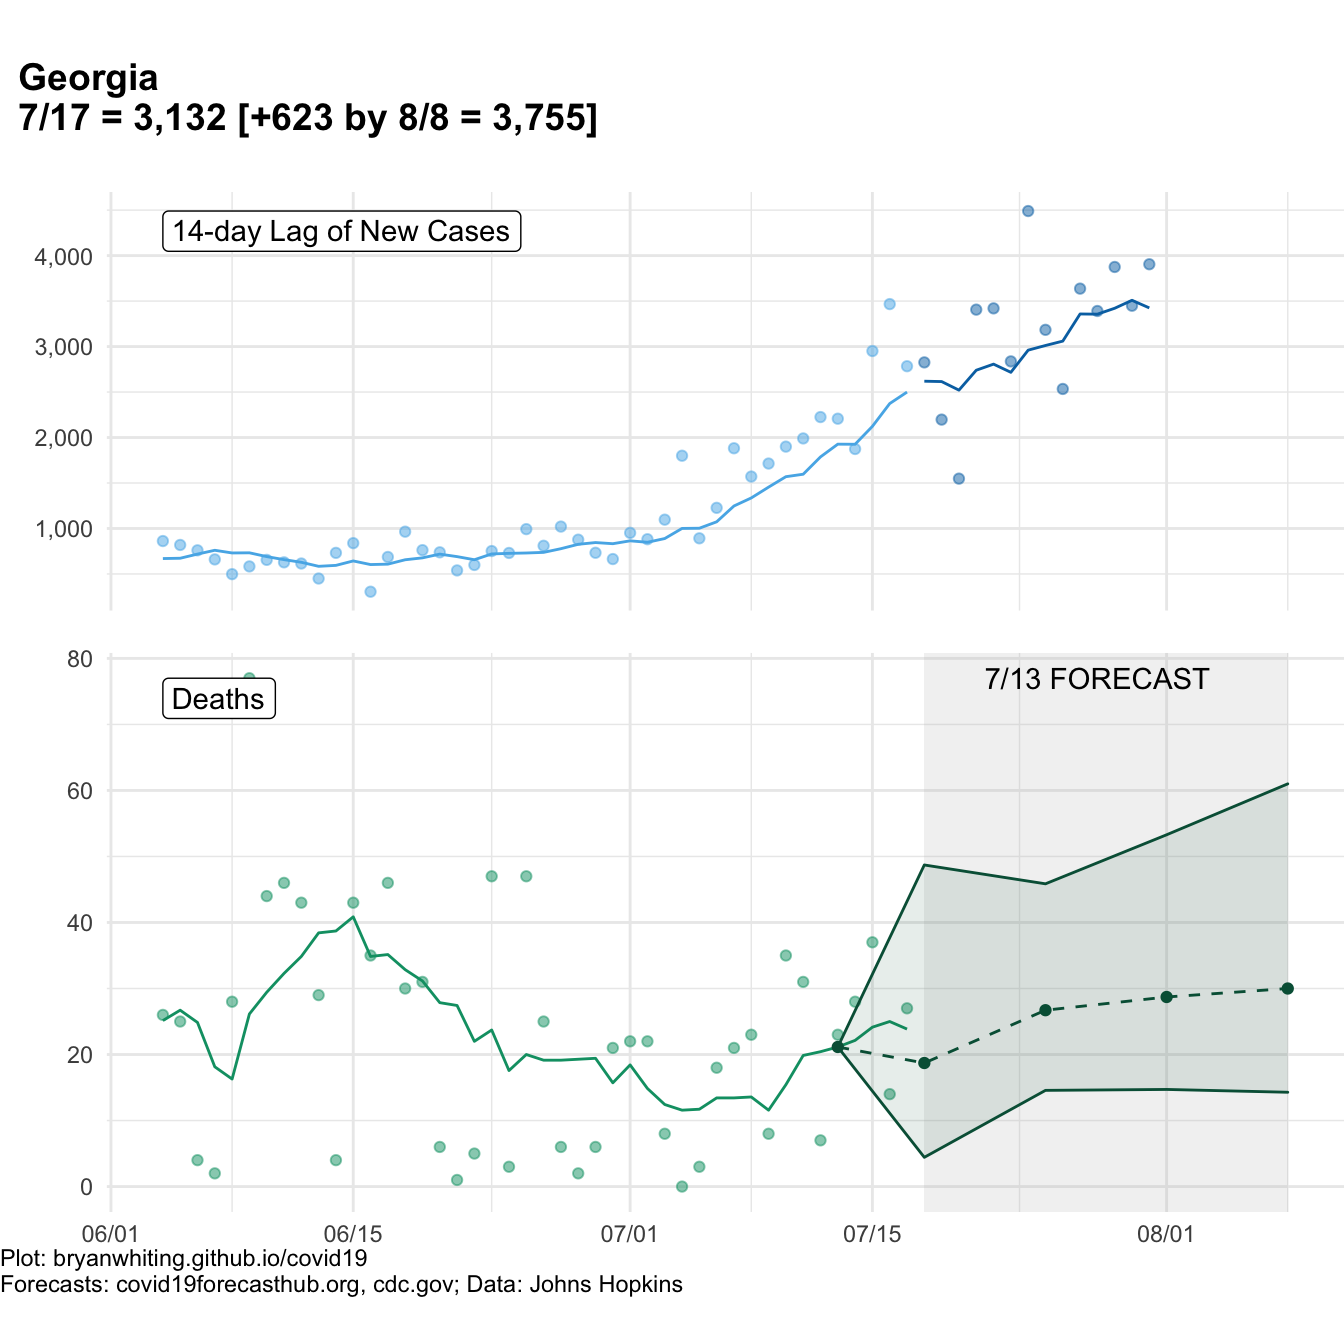 Georgia
7/17 = 3,132 [+623 by 8/8 = 3,755]
14-day Lag of New Cases
4,000
3,000
2,000
1,000
80
7/13 FORECAST
Deaths
60
40
20
0
06/01 06/15 07/01 07/15 08/01
Plot: bryanwhiting.github.io/covid19
Forecasts: covid19forecasthub.org, cdc.gov; Data: Johns Hopkins